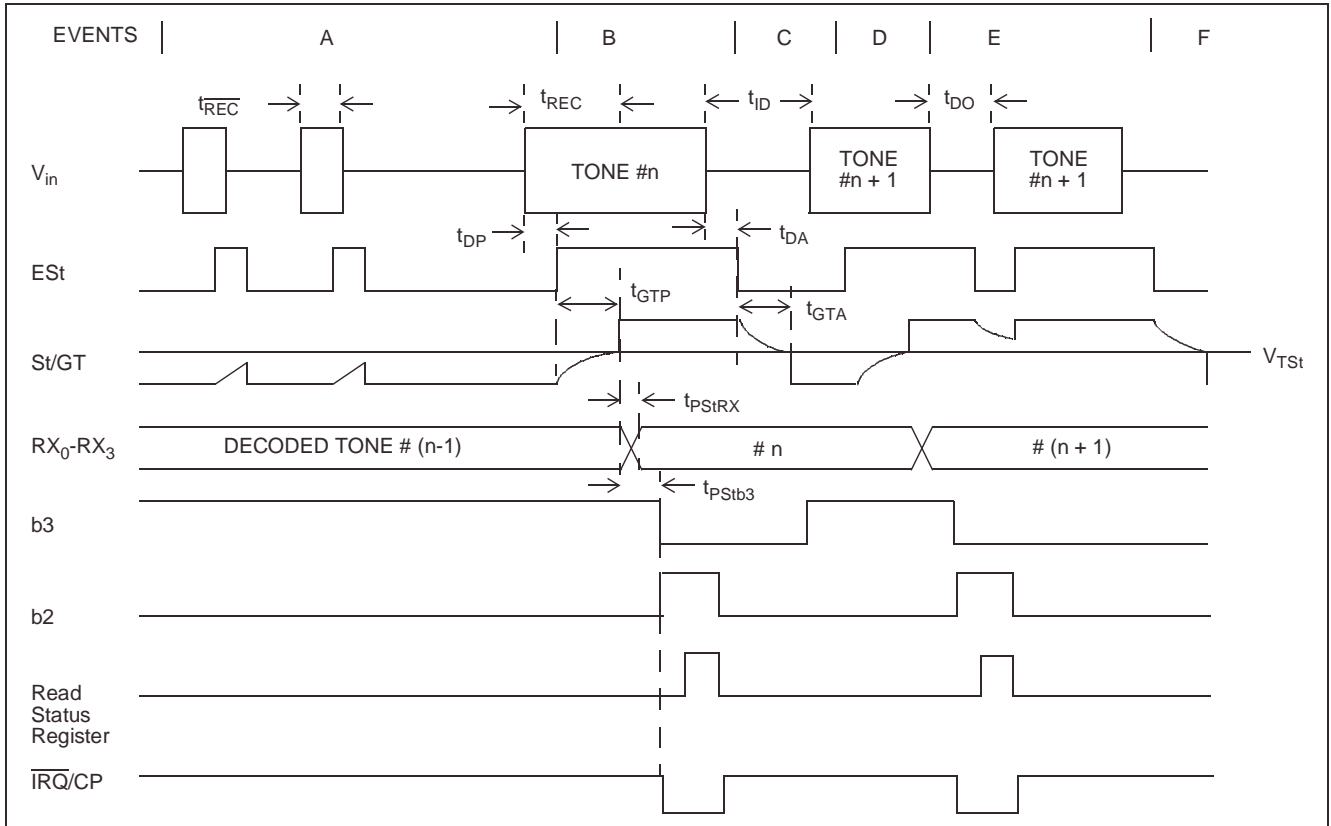 EVENTS A B C D E F
tREC tREC tID tDO
Vin TONE #n TONE #n + 1 TONE #n + 1
tDP tDA
ESt
tGTP tGTA
St/GT VTSt
tPStRX
RX0-RX3 DECODED TONE # (n-1) # n # (n + 1)
tPStb3
b3
b2
Read
Status
Register
IRQ/CP